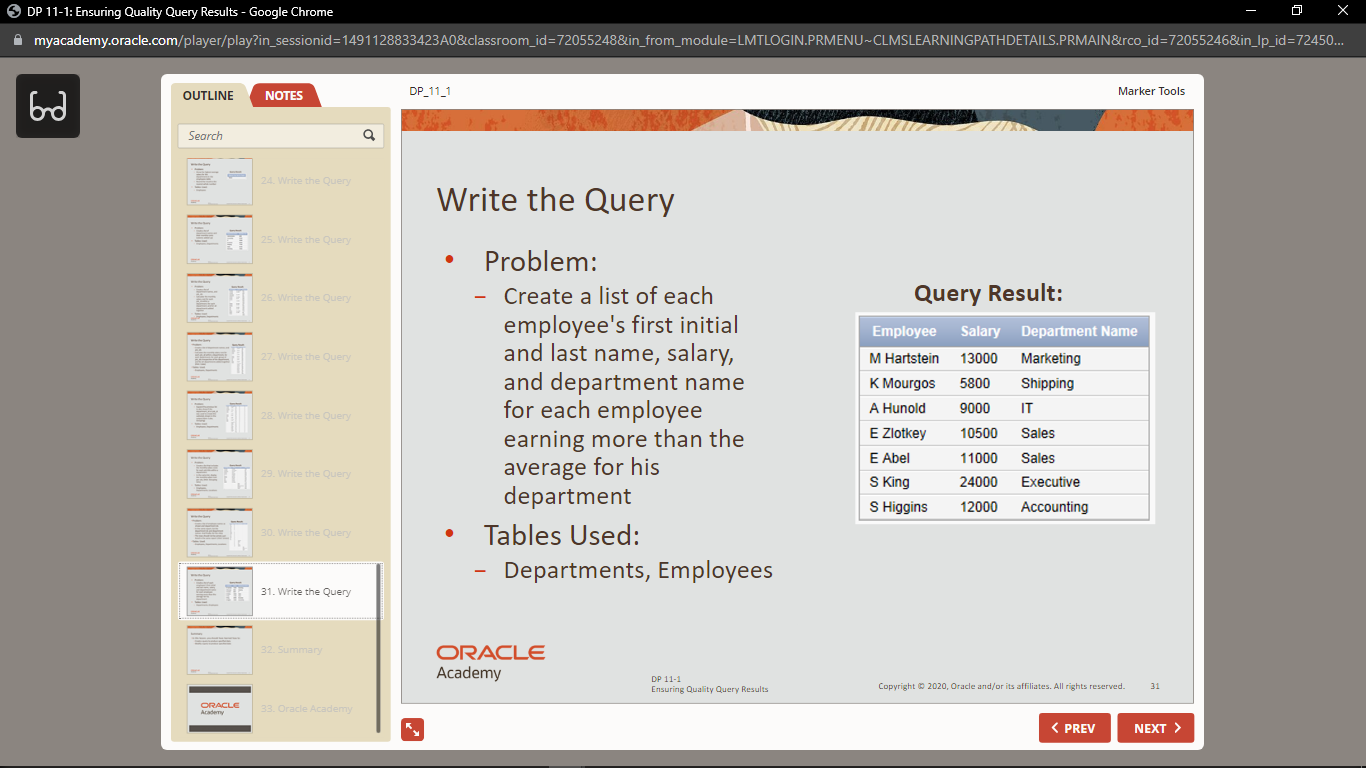 DP 11-1: Ensuring Quality Query Results - Google Chrome
myacademy.oracle.com/player/play?in_sessionid=1491128833423A0&classroom_id=72055248&in_from_module=LMTLOGIN.PRMENU~CLMSLEARNINGPATHDETAILS.PRMAIN&rco_id=72055246&in_lp_id=72450...
OUTLINE
NOTES
Search
24. Write the Query
25. Write the Query
26. Write the Query
27. Write the Query
28. Write the Query
29. Write the Query
30. Write the Query
31. Write the Query
32. Summary
33. Oracle Academy
ORACLE
Academy
DP_11_1
Marker Tools
Write the Query
• Problem:
– Create a list of each
employee's first initial
and last name, salary,
and department name
for each employee
earning more than the
average for his
department
• Tables Used:
– Departments, Employees
Query Result:
Employee Salary Department Name
M Hartstein 13000 Marketing
K Mourgos 5800 Shipping
A Hunold 9000 IT
E Zlotkey 10500 Sales
E Abel 11000 Sales
S King 24000 Executive
S Higgins 12000 Accounting
ORACLE
Academy
DP 11-1
Ensuring Quality Query Results
Copyright © 2020, Oracle and/or its affiliates. All rights reserved.
31
PREV
NEXT